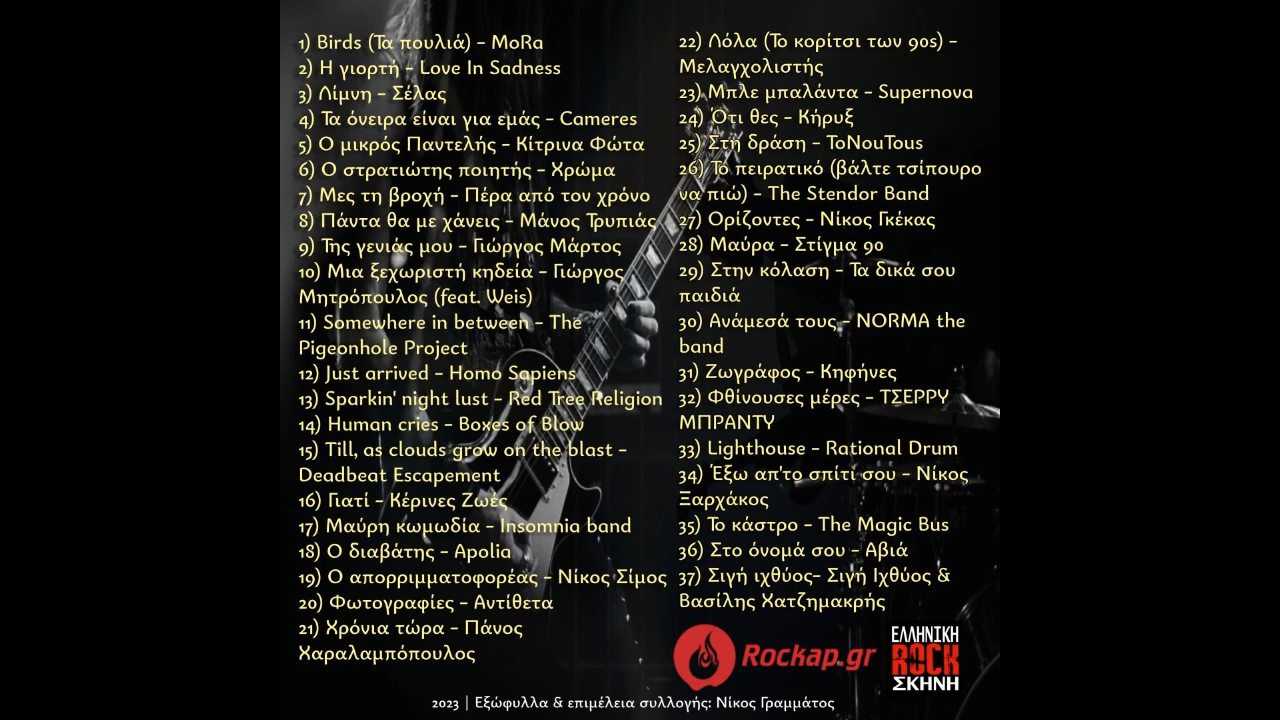 1) Birds (Τα πουλιά) - MoRa
2) Η γιορτή - Love In Sadness
3) Λίμνη - Σέλας
4) Τα όνειρα είναι για εμάς - Cameres
5) Ο μικρός Παντελής - Κίτρινα Φώτα
6) Ο στρατιώτης ποιητής - Χρώμα
7) Μες τη βροχή - Πέρα από τον χρόνο
8) Πάντα θα με χάνεις - Μάνος Τρυπιάς
9) Της γενιάς μου - Γιώργος Μάρτος
10) Μια ξεχωριστή κηδεία - Γιώργος
Μητρόπουλος (feat. Weis)
11) Somewhere in between - The
Pigeonhole Project
12) Just arrived - Homo Sapiens
13) Sparkin' night lust - Red Tree Religion
14) Human cries - Boxes of Blow
15) Till, as clouds grow on the blast -
Deadbeat Escapement
16) Γιατί - Κέρινες Ζωές
17) Μαύρη κωμωδία - Insomnia band
18) Ο διαβάτης - Apolia
19) Ο απορριμματοφορέας - Νίκος Σίμος
20) Φωτογραφίες - Αντίθετα
21) Χρόνια τώρα - Πάνος
Χαραλαμπόπουλος
22) Λόλα (Το κορίτσι των 90s) -
Μελαγχολιστής
23) Μπλε μπαλάντα - Supernova
24) Ότι θες - Κήρυξ
25) Στη δράση - ToNouTous
26) Το πειρατικό (βάλτε τσίπουρο
να πιώ) - The Stendor Band
27) Ορίζοντες - Νίκος Γκέκας
28) Μαύρα - Στίγμα 90
29) Στην κόλαση - Τα δικά σου
παιδιά
30) Ανάμεσά τους - NORMA the
band
31) Ζωγράφος - Κηφήνες
32) Φθίνουσες μέρες - ΤΣΕΡΡΥ
ΜΠΡΑΝΤΥ
33) Lighthouse - Rational Drum
34) Έξω απ'το σπίτι σου - Νίκος
Ξαρχάκος
35) Το κάστρο - The Magic Bus
36) Στο όνομά σου - Αβιά
37) Σιγή ιχθύος- Σιγή Ιχθύος &
Βασίλης Χατζημακρής
Rockap.gr
ΕΛΛΗΝΙΚΗ
ROCK
ΣΚΗΝΗ
2023 | Εξώφυλλα & επιμέλεια συλλογής: Νίκος Γραμμάτος